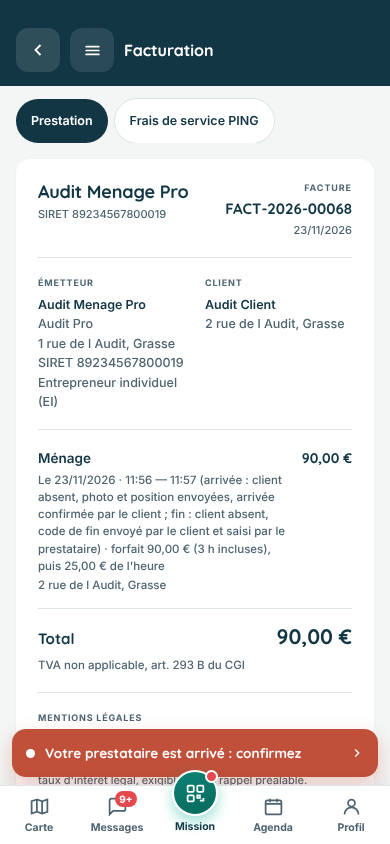 Facturation
Prestation
Frais de service PING
Audit Menage Pro
SIRET 89234567800019
FACTURE
FACT-2026-00068
23/11/2026
ÉMETTEUR
Audit Menage Pro
Audit Pro
1 rue de l Audit, Grasse
SIRET 89234567800019
Entrepreneur individuel
(EI)
CLIENT
Audit Client
2 rue de l Audit, Grasse
Ménage
90,00 €
Le 23/11/2026 · 11:56 — 11:57 (arrivée : client
absent, photo et position envoyées, arrivée
confirmée par le client ; fin : client absent,
code de fin envoyé par le client et saisi par le
prestataire) · forfait 90,00 € (3 h incluses),
puis 25,00 € de l'heure
2 rue de l Audit, Grasse
Total
90,00 €
TVA non applicable, art. 293 B du CGI
MENTIONS LÉGALES
Votre prestataire est arrivé : confirmez
taux d'intérêt légal, rappel préalable.
9+
Carte
Messages
Mission
Agenda
Profil